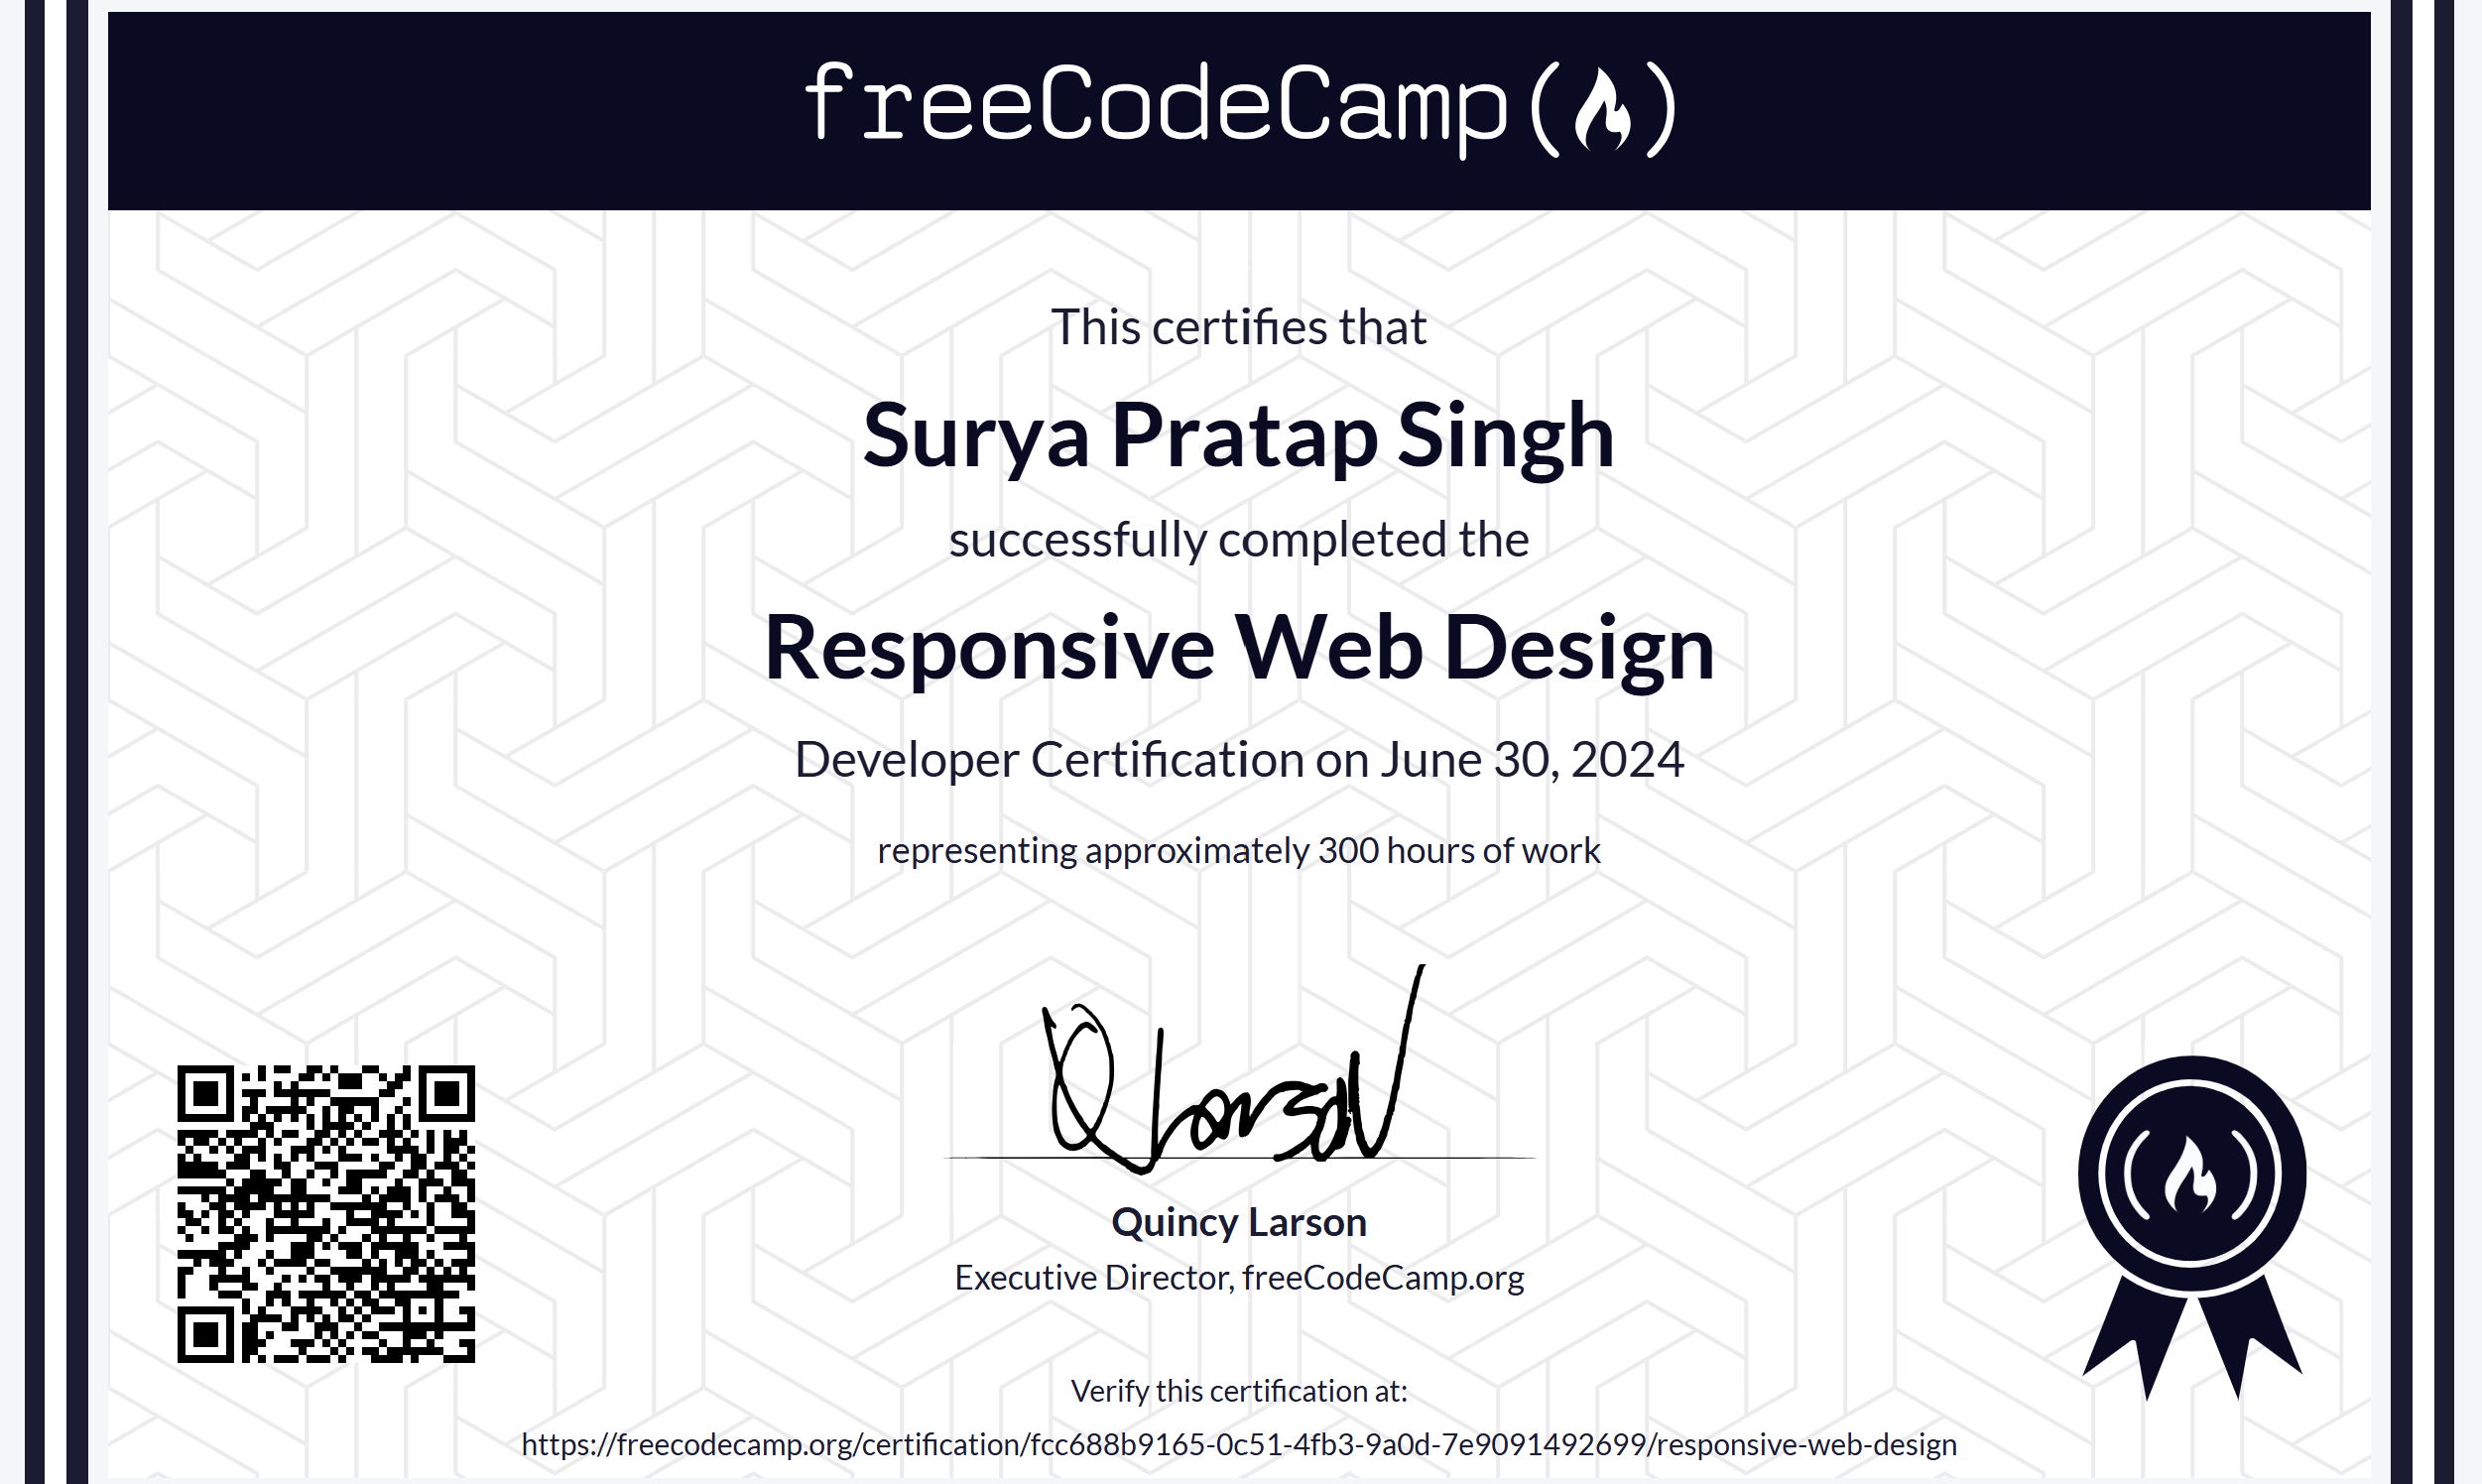 freeCodeCamp
This certifies that
Surya Pratap Singh
successfully completed the
Responsive Web Design
Developer Certification on June 30, 2024
representing approximately 300 hours of work
Quincy Larson
Executive Director, freeCodeCamp.org
Verify this certification at:
https://freecodecamp.org/certification/fcc688b9165-0c51-4fb3-9a0d-7e9091492699/responsive-web-design